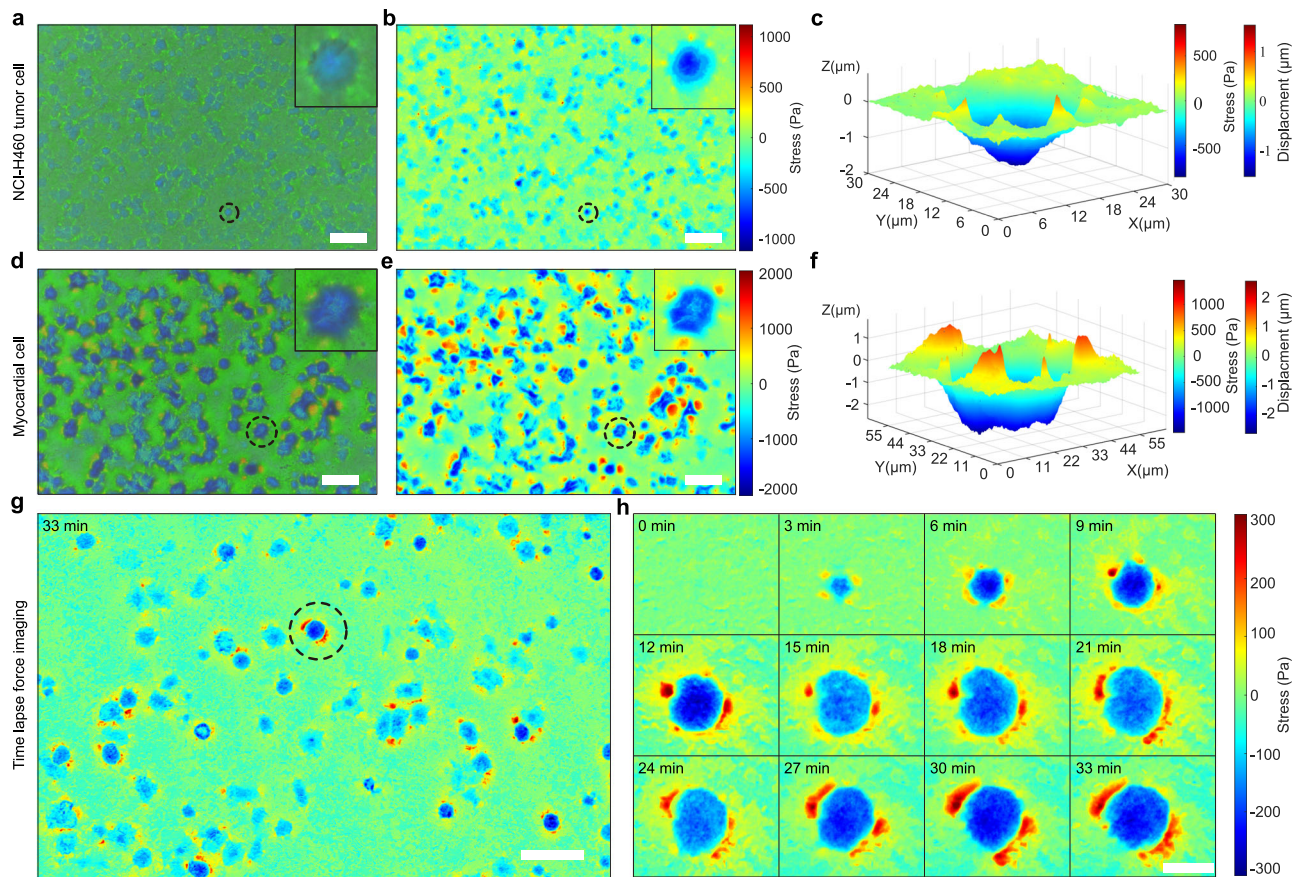 a
b
c
NCI-H460 tumor cell
1000
500
0
-500
-1000
Stress (Pa)
Z(μm)
0
-1
-2
30
24
18
12
6
0
Y(μm)
0
6
12
18
24
30
X(μm)
500
0
-500
Stress (Pa)
1
0
-1
Displacment (μm)
d
e
f
Myocardial cell
2000
1000
0
-1000
-2000
Stress (Pa)
Z(μm)
1
0
-1
-2
55
44
33
22
11
0
Y(μm)
0
11
22
33
44
55
X(μm)
1000
500
0
-500
-1000
Stress (Pa)
2
1
0
-1
-2
Displacment (μm)
g
h
Time lapse force imaging
33 min
0 min
3 min
6 min
9 min
12 min
15 min
18 min
21 min
24 min
27 min
30 min
33 min
300
200
100
0
-100
-200
-300
Stress (Pa)